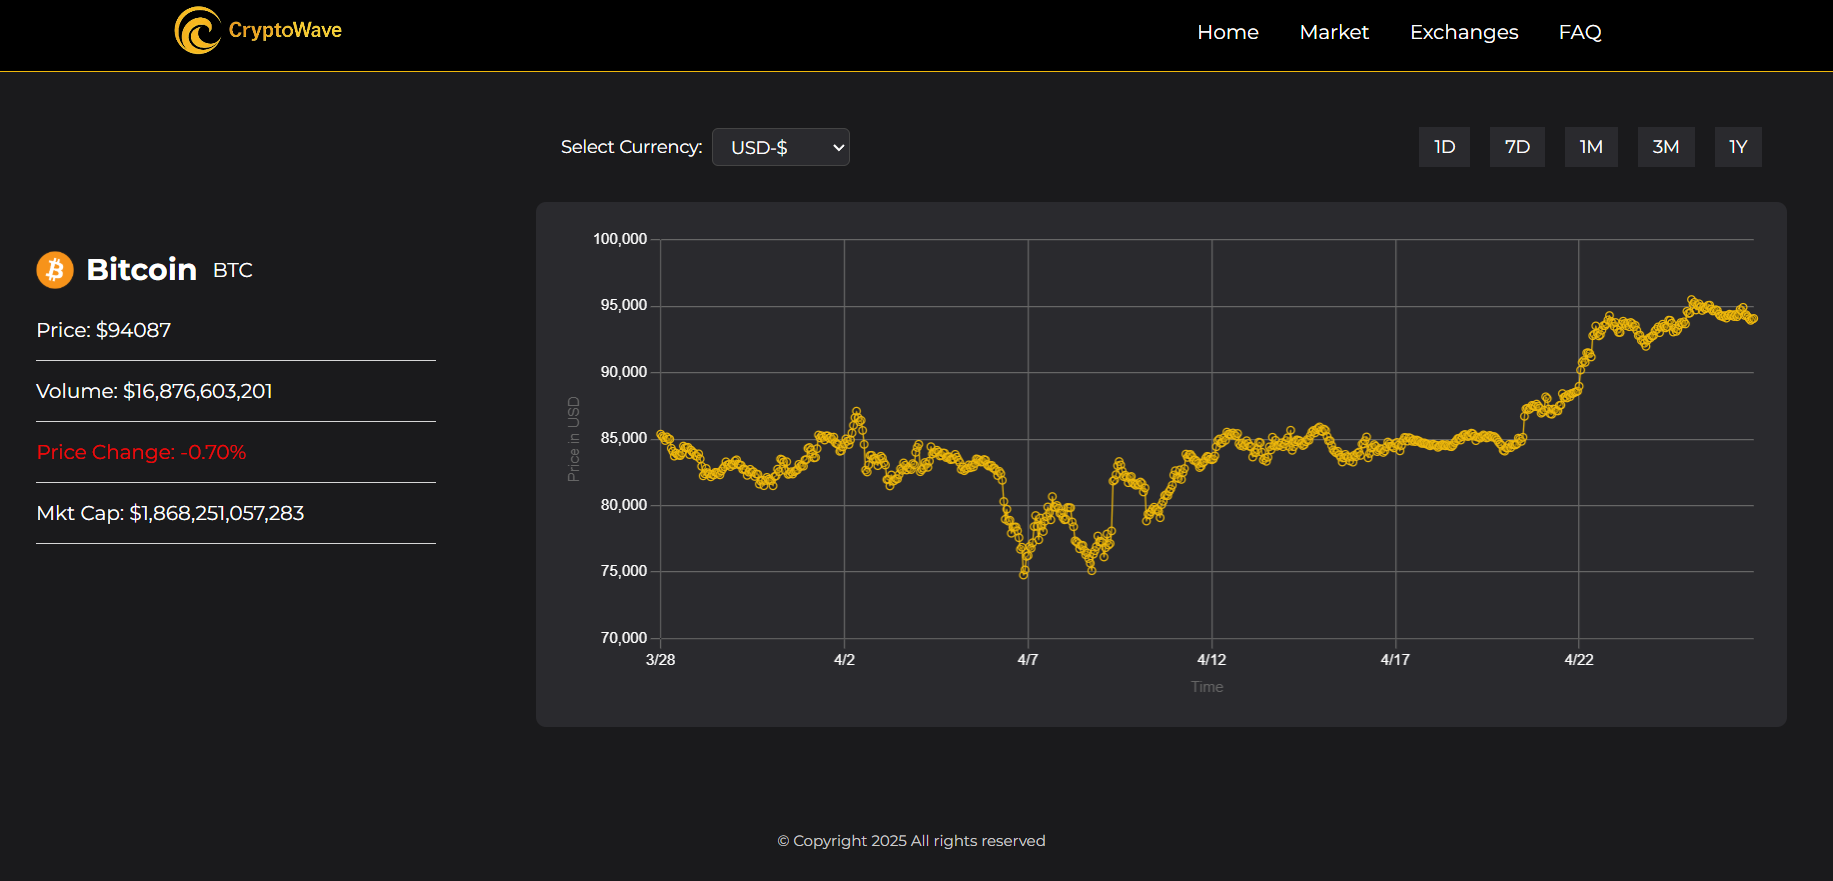 CryptoWave
Home Market Exchanges FAQ
Select Currency: USD-$
1D 7D 1M 3M 1Y
Bitcoin BTC
Price: $94087
Volume: $16,876,603,201
Price Change: -0.70%
Mkt Cap: $1,868,251,057,283
Price in USD
100,000
95,000
90,000
85,000
80,000
75,000
70,000
3/28 4/2 4/7 4/12 4/17 4/22
Time
© Copyright 2025 All rights reserved